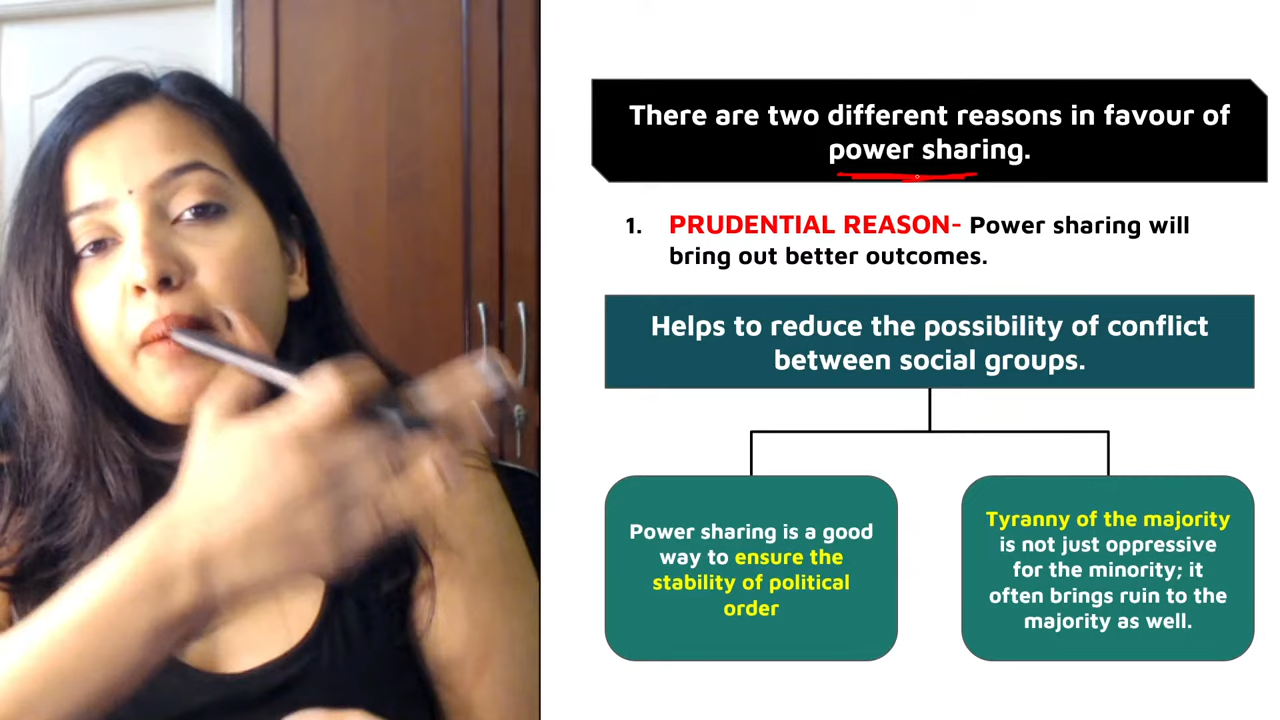 There are two different reasons in favour of
power sharing.
1. PRUDENTIAL REASON- Power sharing will
bring out better outcomes.
Helps to reduce the possibility of conflict
between social groups.
Power sharing is a good
way to ensure the
stability of political
order
Tyranny of the majority
is not just oppressive
for the minority; it
often brings ruin to the
majority as well.